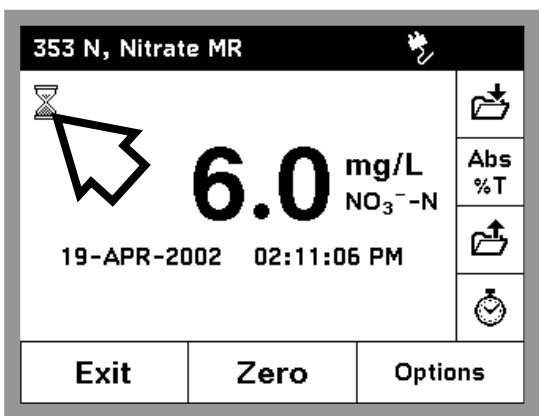 353 N, Nitrate MR
6.0 mg/L
NO₃⁻-N
Abs
%T
19-APR-2002 02:11:06 PM
Exit Zero Options